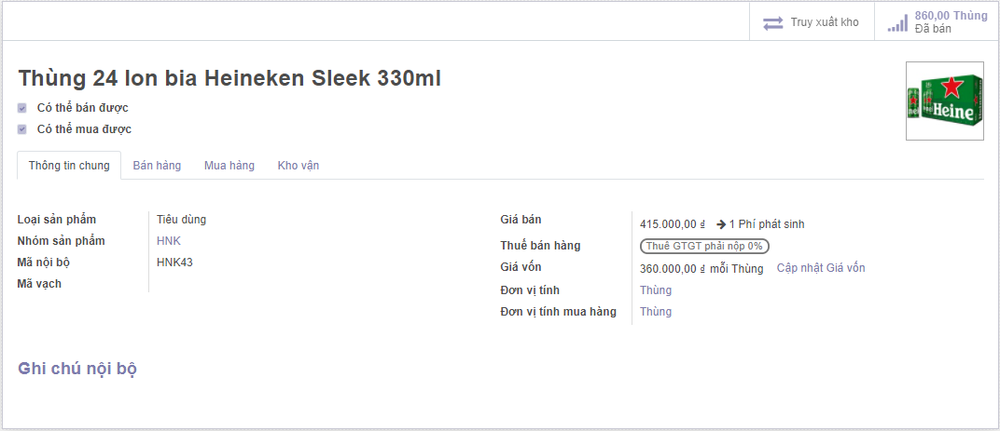 Truy xuất kho
860,00 Thùng
Đã bán
Thùng 24 lon bia Heineken Sleek 330ml
Có thể bán được
Có thể mua được
Heine
Thông tin chung Bán hàng Mua hàng Kho vận
Loại sản phẩm Tiêu dùng
Nhóm sản phẩm HNK
Mã nội bộ HNK43
Mã vạch
Giá bán 415.000,00 ₫ ➔ 1 Phí phát sinh
Thuế bán hàng Thuế GTGT phải nộp 0%
Giá vốn 360.000,00 ₫ mỗi Thùng Cập nhật Giá vốn
Đơn vị tính Thùng
Đơn vị tính mua hàng Thùng
Ghi chú nội bộ